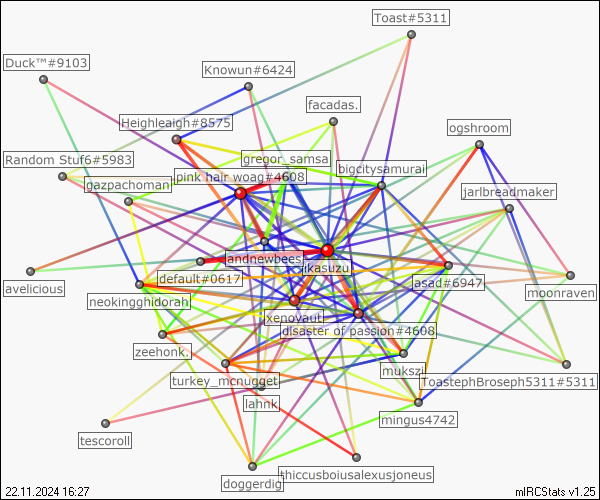 Toast#5311
Duck™#9103
Knowun#6424
facadas.
Heighleaigh#8575
ogshroom
Random Stuf6#5983
gregor_samsa
bigcitysamurai
pink hair woag#4608
gazpachoman
jarlbreadmaker
andnewbees
ikasuzu
default#0617
asad#6947
avelicious
neokingghidorah
moonraven
xenovault
disaster of passion#4608
zeehonk.
mukszi
turkey_mcnugget
ToastephBroseph5311#5311
lahnk
mingus4742
tescoroll
thiccusboiusalexusjoneus
doggerdig
22.11.2024 16:27
mIRCStats v1.25